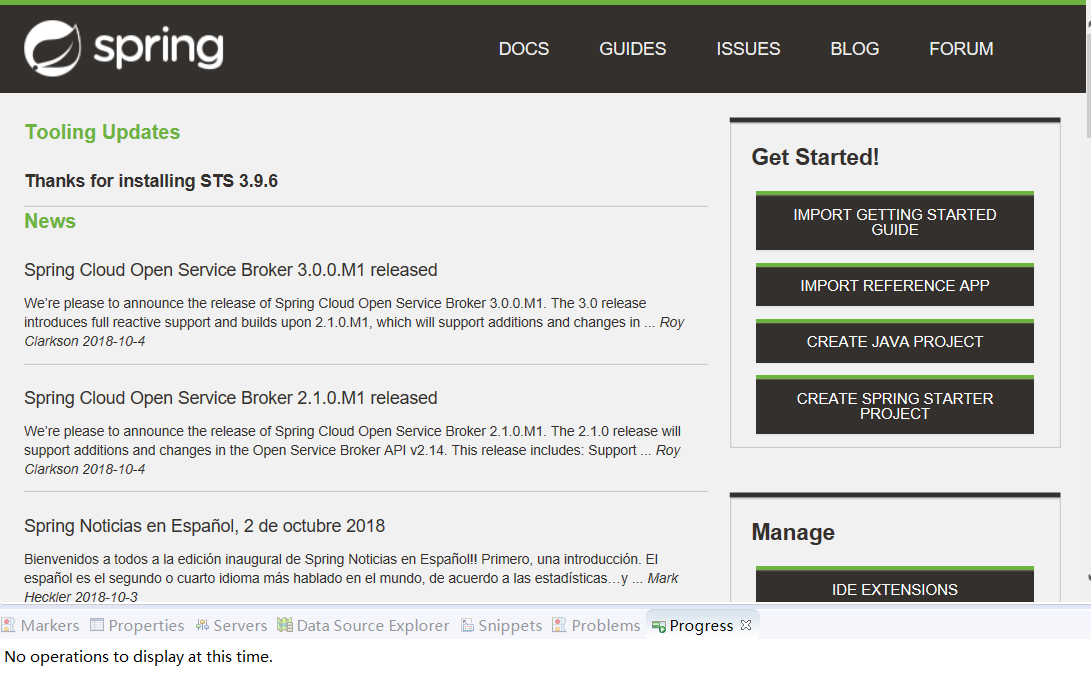 spring
DOCS GUIDES ISSUES BLOG FORUM
Tooling Updates
Thanks for installing STS 3.9.6
News
Spring Cloud Open Service Broker 3.0.0.M1 released
We’re please to announce the release of Spring Cloud Open Service Broker 3.0.0.M1. The 3.0 release
introduces full reactive support and builds upon 2.1.0.M1, which will support additions and changes in ... Roy
Clarkson 2018-10-4
Spring Cloud Open Service Broker 2.1.0.M1 released
We’re please to announce the release of Spring Cloud Open Service Broker 2.1.0.M1. The 2.1.0 release will
support additions and changes in the Open Service Broker API v2.14. This release includes: Support ... Roy
Clarkson 2018-10-4
Spring Noticias en Español, 2 de octubre 2018
Bienvenidos a todos a la edición inaugural de Spring Noticias en Español!! Primero, una introducción. El
español es el segundo o cuarto idioma más hablado en el mundo, de acuerdo a las estadísticas…y ... Mark
Heckler 2018-10-3
Get Started!
IMPORT GETTING STARTED
GUIDE
IMPORT REFERENCE APP
CREATE JAVA PROJECT
CREATE SPRING STARTER
PROJECT
Manage
IDE EXTENSIONS
Markers Properties Servers Data Source Explorer Snippets Problems Progress
No operations to display at this time.